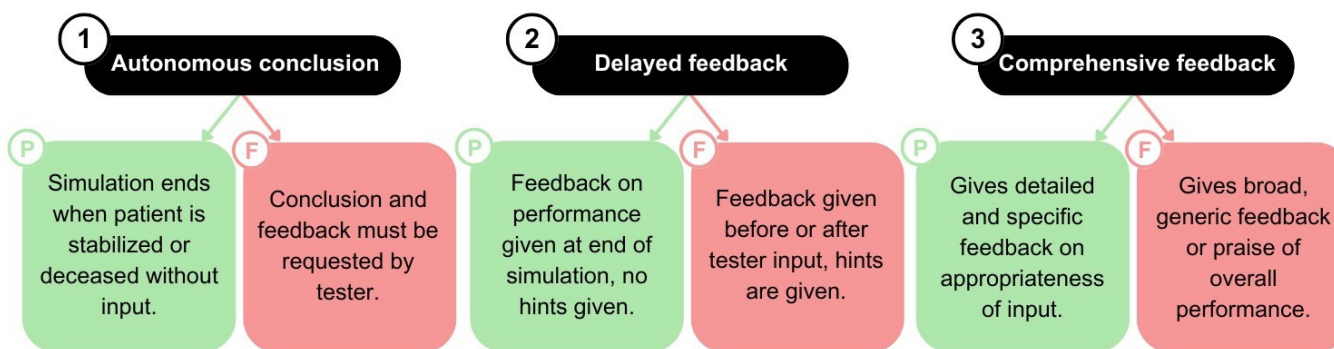 1
Autonomous conclusion
P
Simulation ends
when patient is
stabilized or
deceased without
input.
F
Conclusion and
feedback must be
requested by
tester.
2
Delayed feedback
P
Feedback on
performance
given at end of
simulation, no
hints given.
F
Feedback given
before or after
tester input, hints
are given.
3
Comprehensive feedback
P
Gives detailed
and specific
feedback on
appropriateness
of input.
F
Gives broad,
generic feedback
or praise of
overall
performance.